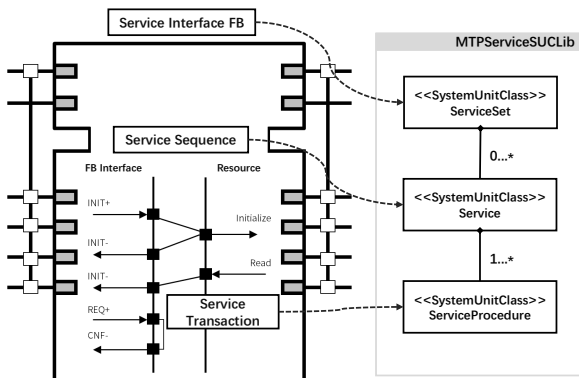 Service Interface FB
MTPServiceSUCLib
<<SystemUnitClass>>
ServiceSet
Service Sequence
0...*
FB Interface
Resource
INIT+
Initialize
<<SystemUnitClass>>
Service
INIT-
Read
1...*
INIT-
Service
Transaction
REQ+
<<SystemUnitClass>>
ServiceProcedure
CNF-